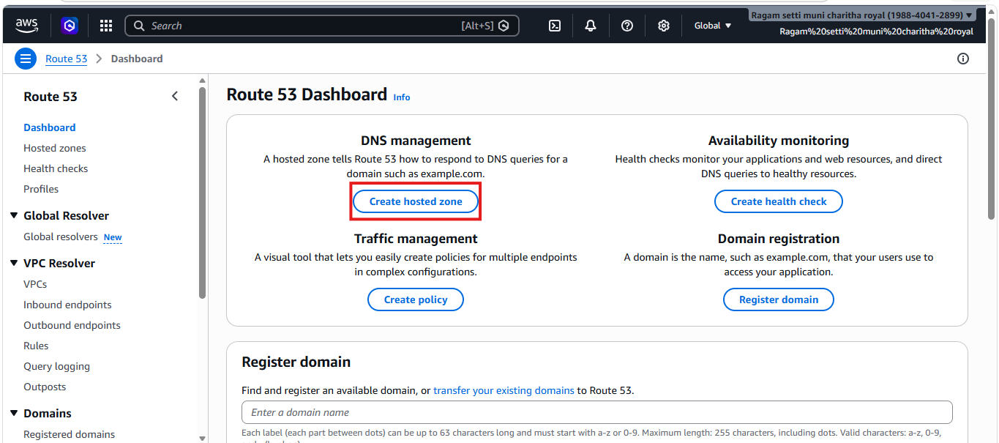 aws
Search
[Alt+S]
Global
Ragam setti muni charitha royal (1988-4041-2899)
Ragam%20setti%20muni%20charitha%20royal
Route 53
Dashboard
Route 53
Dashboard
Hosted zones
Health checks
Profiles
Global Resolver
Global resolvers New
VPC Resolver
VPCs
Inbound endpoints
Outbound endpoints
Rules
Query logging
Outposts
Domains
Registered domains
Route 53 Dashboard Info
DNS management
A hosted zone tells Route 53 how to respond to DNS queries for a
domain such as example.com.
Create hosted zone
Availability monitoring
Health checks monitor your applications and web resources, and direct
DNS queries to healthy resources.
Create health check
Traffic management
A visual tool that lets you easily create policies for multiple endpoints
in complex configurations.
Create policy
Domain registration
A domain is the name, such as example.com, that your users use to
access your application.
Register domain
Register domain
Find and register an available domain, or transfer your existing domains to Route 53.
Enter a domain name
Each label (each part between dots) can be up to 63 characters long and must start with a-z or 0-9. Maximum length: 255 characters, including dots. Valid characters: a-z, 0-9,